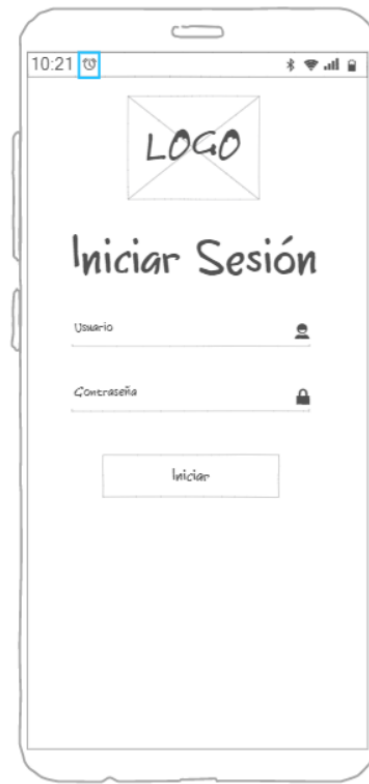 10:21
LOGO
Iniciar Sesión
Usuario
Contraseña
Iniciar